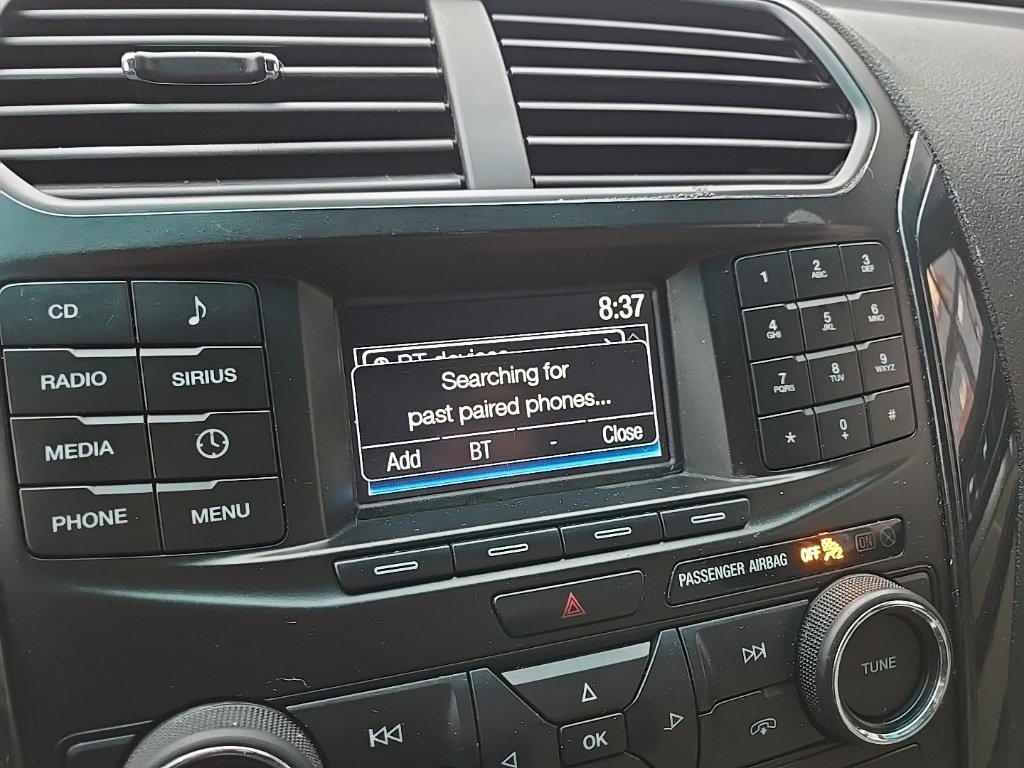 8:37
BT devices
Searching for
past paired phones...
Add BT - Close
CD
RADIO SIRIUS
MEDIA
PHONE MENU
1 2 ABC 3 DEF
4 GHI 5 JKL 6 MNO
7 PQRS 8 TUV 9 WXYZ
* 0 + #
PASSENGER AIRBAG OFF ON
TUNE
OK